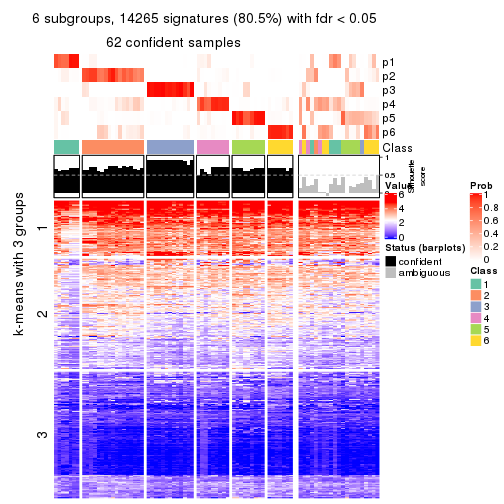 6 subgroups, 14265 signatures (80.5%) with fdr < 0.05
62 confident samples
p1
p2
p3
p4
p5
p6
Class
1
0.5
0
Silhouette
score
k-means with 3 groups
1
2
3
Value
6
4
2
0
Status (barplots)
confident
ambiguous
Prob
1
0.8
0.6
0.4
0.2
0
Class
1
2
3
4
5
6